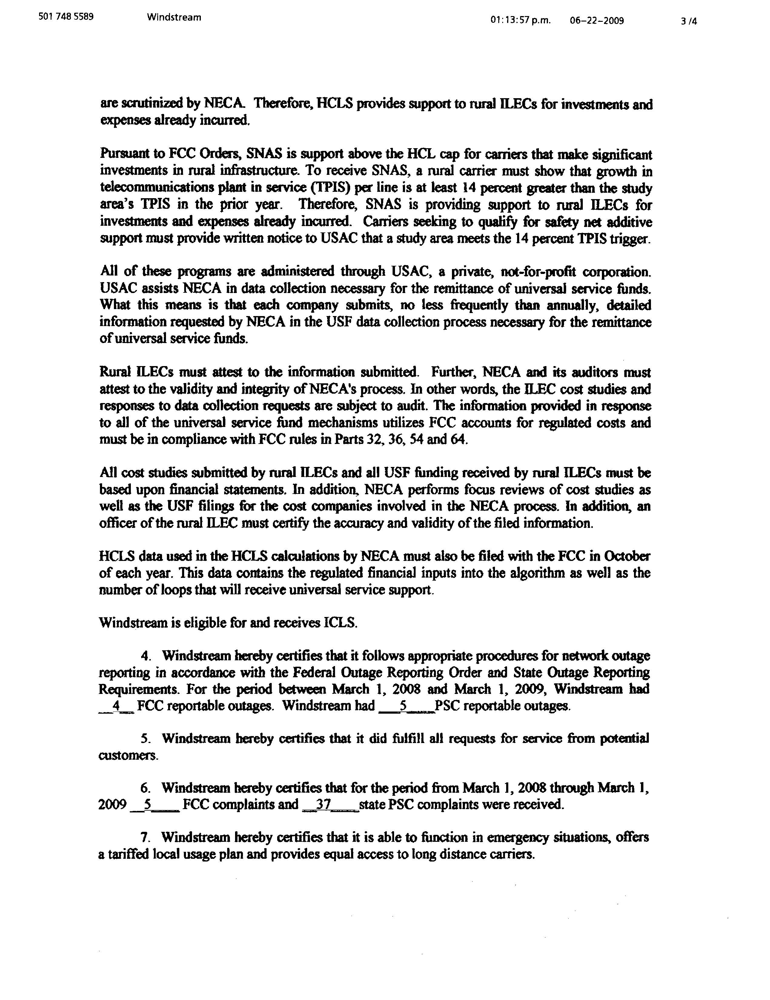 501 748 5589 Windstream 01:13:57 p.m. 06-22-2009 3/4
are scrutinized by NECA. Therefore, HCLS provides support to rural ILECs for investments and
expenses already incurred.
Pursuant to FCC Orders, SNAS is support above the HCL cap for carriers that make significant
investments in rural infrastructure. To receive SNAS, a rural carrier must show that growth in
telecommunications plant in service (TPIS) per line is at least 14 percent greater than the study
area's TPIS in the prior year. Therefore, SNAS is providing support to rural ILECs for
investments and expenses already incurred. Carriers seeking to qualify for safety net additive
support must provide written notice to USAC that a study area meets the 14 percent TPIS trigger.
All of these programs are administered through USAC, a private, not-for-profit corporation.
USAC assists NECA in data collection necessary for the remittance of universal service funds.
What this means is that each company submits, no less frequently than annually, detailed
information requested by NECA in the USF data collection process necessary for the remittance
of universal service funds.
Rural ILECs must attest to the information submitted. Further, NECA and its auditors must
attest to the validity and integrity of NECA's process. In other words, the ILEC cost studies and
responses to data collection requests are subject to audit. The information provided in response
to all of the universal service fund mechanisms utilizes FCC accounts for regulated costs and
must be in compliance with FCC rules in Parts 32, 36, 54 and 64.
All cost studies submitted by rural ILECs and all USF funding received by rural ILECs must be
based upon financial statements. In addition, NECA performs focus reviews of cost studies as
well as the USF filings for the cost companies involved in the NECA process. In addition, an
officer of the rural ILEC must certify the accuracy and validity of the filed information.
HCLS data used in the HCLS calculations by NECA must also be filed with the FCC in October
of each year. This data contains the regulated financial inputs into the algorithm as well as the
number of loops that will receive universal service support.
Windstream is eligible for and receives ICLS.
4. Windstream hereby certifies that it follows appropriate procedures for network outage
reporting in accordance with the Federal Outage Reporting Order and State Outage Reporting
Requirements. For the period between March 1, 2008 and March 1, 2009, Windstream had
__4__ FCC reportable outages. Windstream had ___5____PSC reportable outages.
5. Windstream hereby certifies that it did fulfill all requests for service from potential
customers.
6. Windstream hereby certifies that for the period from March 1, 2008 through March 1,
2009 __5____ FCC complaints and __37____state PSC complaints were received.
7. Windstream hereby certifies that it is able to function in emergency situations, offers
a tariffed local usage plan and provides equal access to long distance carriers.